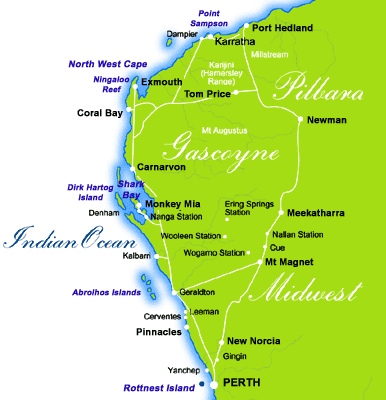 Point
Sampson
Port Hedland
Dampier
Karratha
Millstream
North West Cape
Karijini
(Hamersley
Range)
Ningaloo
Reef
Exmouth
Pilbara
Tom Price
Coral Bay
Newman
Mt Augustus
Gascoyne
Carnarvon
Dirk Hartog
Island
Shark
Bay
Monkey Mia
Ering Springs
Station
Denham
Nanga Station
Meekatharra
Indian Ocean
Wooleen Station
Nallan Station
Cue
Kalbarri
Wogarno Station
Mt Magnet
Abrolhos Islands
Geraldton
Midwest
Leeman
Cervantes
Pinnacles
New Norcia
Gingin
Yanchep
Rottnest Island
PERTH